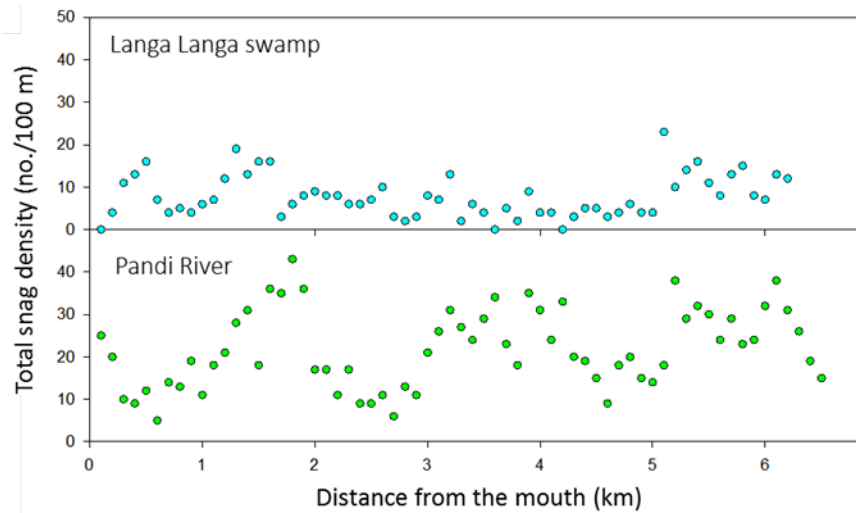 Total snag density (no./100 m)
50
40
30
20
10
0
Langa Langa swamp
40
30
20
10
0
Pandi River
0 1 2 3 4 5 6
Distance from the mouth (km)